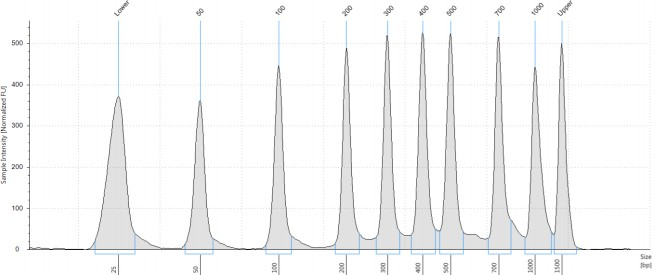 Lower 50 100 200 300 400 500 700 1000 Upper
Sample Intensity [Normalized FU]
500
400
300
200
100
0
25 50 100 200 300 400 500 700 1000 1500
Size
[bp]